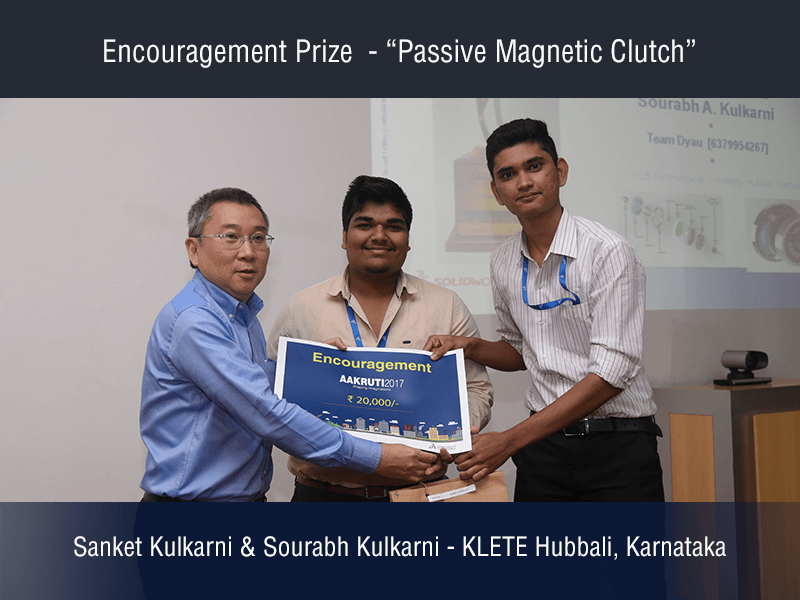 Encouragement Prize - “Passive Magnetic Clutch”
Sourabh A. Kulkarni
Team Dyau [6379954267]
SOLIDWO
Encouragement
AAKRUTI2017
₹ 20,000/-
Sanket Kulkarni & Sourabh Kulkarni - KLETE Hubbali, Karnataka